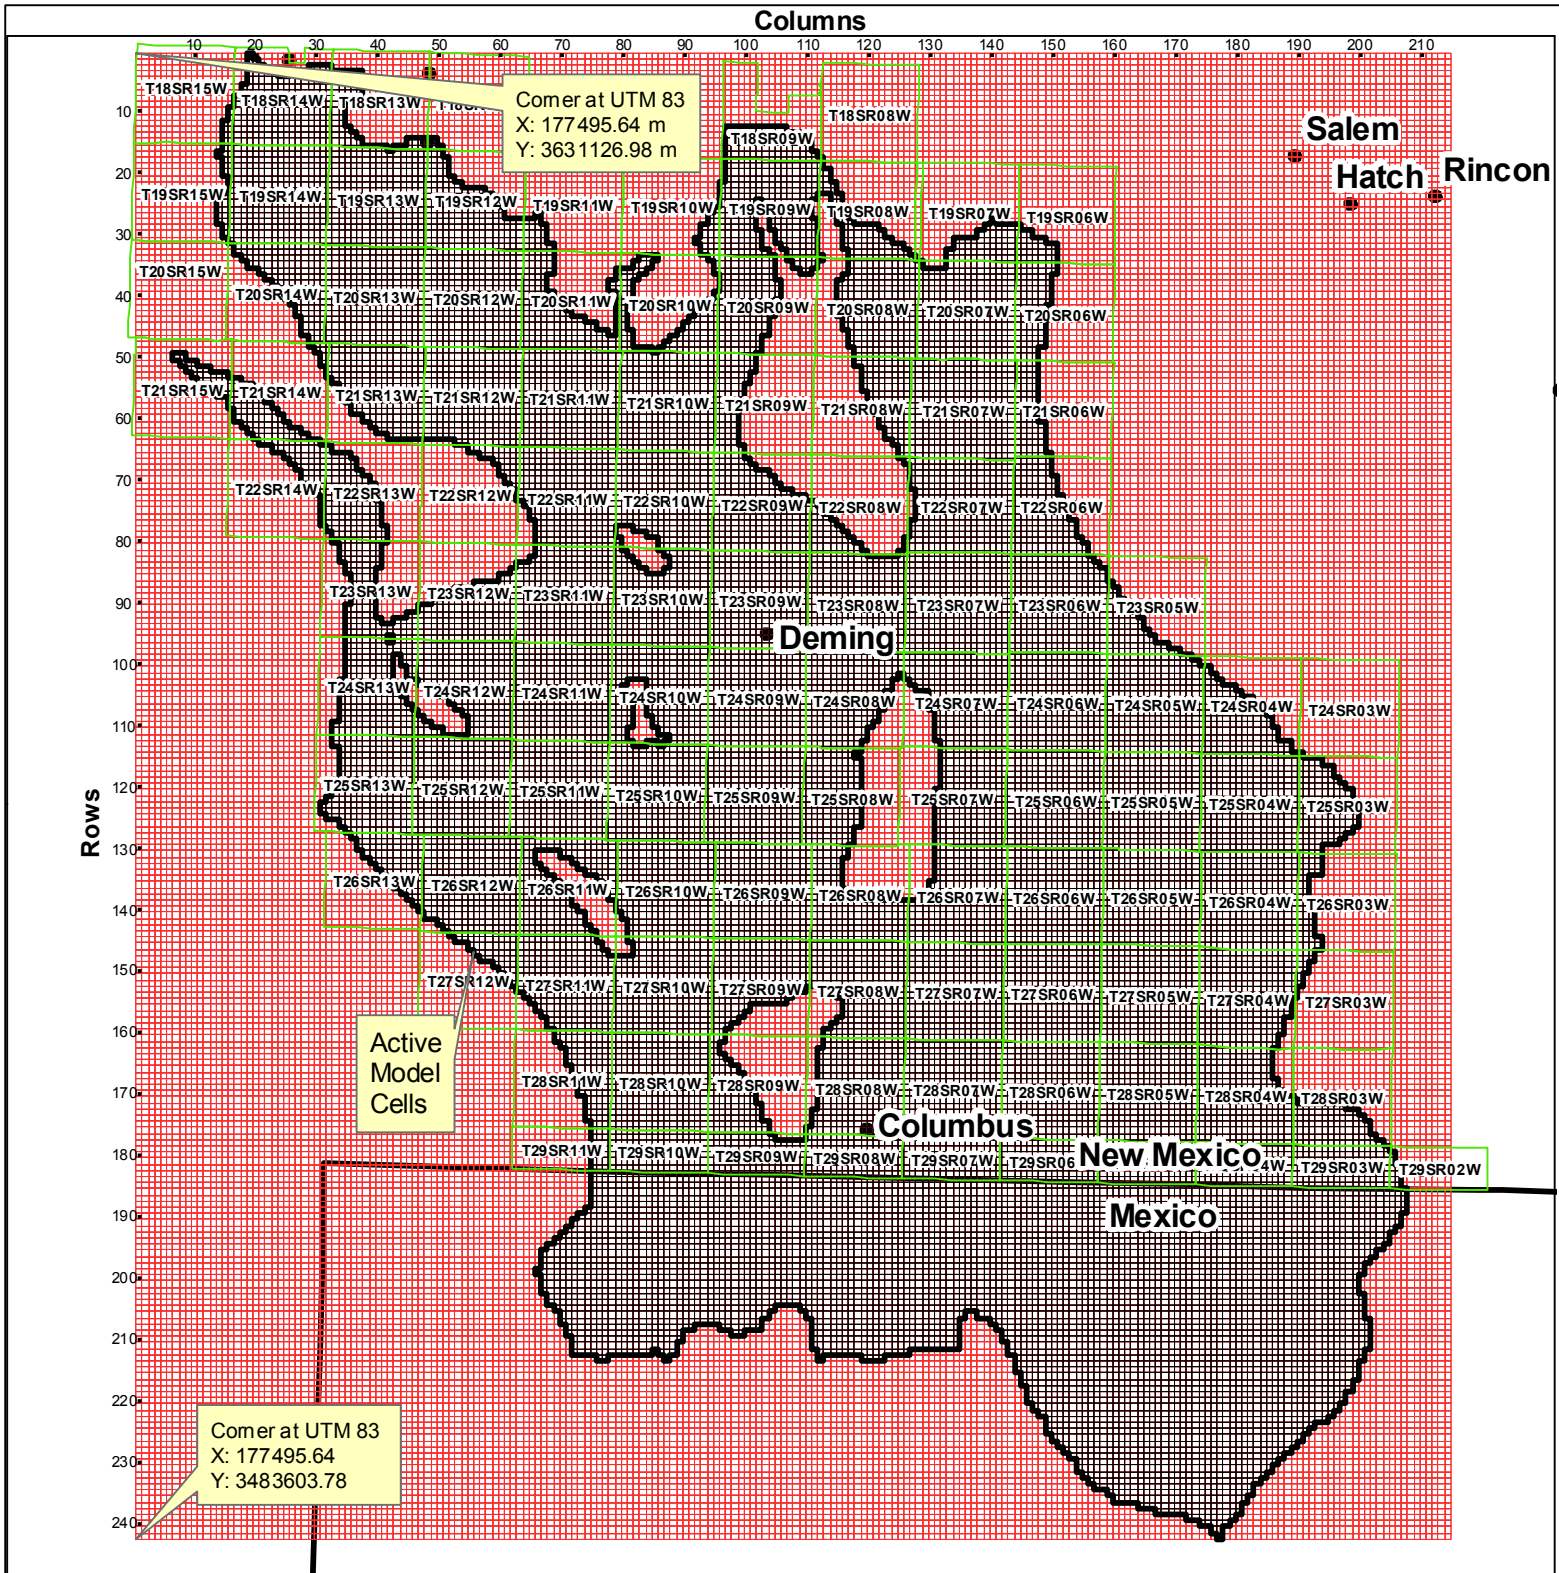 Columns
10 20 30 40 50 60 70 80 90 100 110 120 130 140 150 160 170 180 190 200 210
Rows
10
20
30
40
50
60
70
80
90
100
110
120
130
140
150
160
170
180
190
200
210
220
230
240
Corner at UTM 83
X: 177495.64 m
Y: 3631126.98 m
Salem
Hatch
Rincon
T18SR15W T18SR14W T18SR13W T18SR09W T18SR08W
T19SR15W T19SR14W T19SR13W T19SR12W T19SR11W T19SR10W T19SR09W T19SR08W T19SR07W T19SR06W
T20SR15W T20SR14W T20SR13W T20SR12W T20SR11W T20SR10W T20SR09W T20SR08W T20SR07W T20SR06W
T21SR15W T21SR14W T21SR13W T21SR12W T21SR11W T21SR10W T21SR09W T21SR08W T21SR07W T21SR06W
T22SR14W T22SR13W T22SR12W T22SR11W T22SR10W T22SR09W T22SR08W T22SR07W T22SR06W
T23SR13W T23SR12W T23SR11W T23SR10W T23SR09W T23SR08W T23SR07W T23SR06W T23SR05W
Deming
T24SR13W T24SR12W T24SR11W T24SR10W T24SR09W T24SR08W T24SR07W T24SR06W T24SR05W T24SR04W T24SR03W
T25SR13W T25SR12W T25SR11W T25SR10W T25SR09W T25SR08W T25SR07W T25SR06W T25SR05W T25SR04W T25SR03W
T26SR13W T26SR12W T26SR11W T26SR10W T26SR09W T26SR08W T26SR07W T26SR06W T26SR05W T26SR04W T26SR03W
T27SR12W T27SR11W T27SR10W T27SR09W T27SR08W T27SR07W T27SR06W T27SR05W T27SR04W T27SR03W
Active
Model
Cells
T28SR11W T28SR10W T28SR09W T28SR08W T28SR07W T28SR06W T28SR05W T28SR04W T28SR03W
Columbus
T29SR11W T29SR10W T29SR09W T29SR08W T29SR07W T29SR06 4W T29SR03W T29SR02W
New Mexico
Mexico
Corner at UTM 83
X: 177495.64
Y: 3483603.78